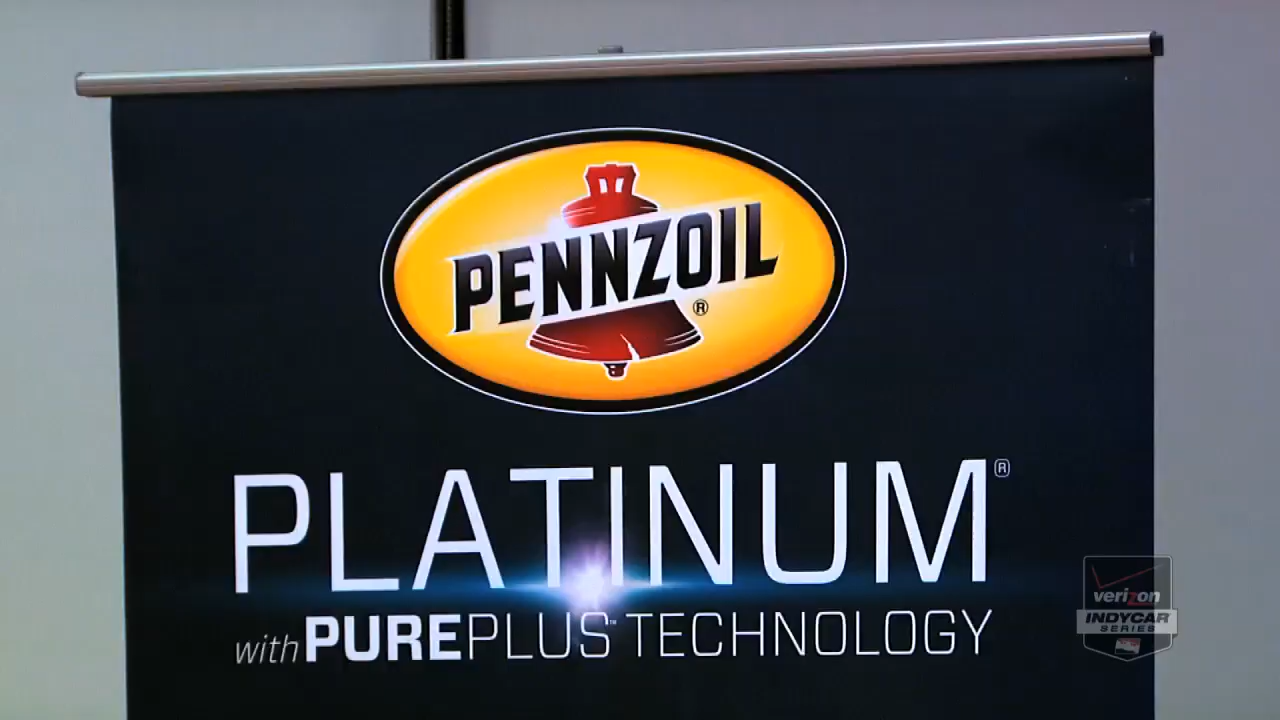 PENNZOIL®
PLATINUM®
with PUREPLUS™ TECHNOLOGY
verizon
INDYCAR
SERIES